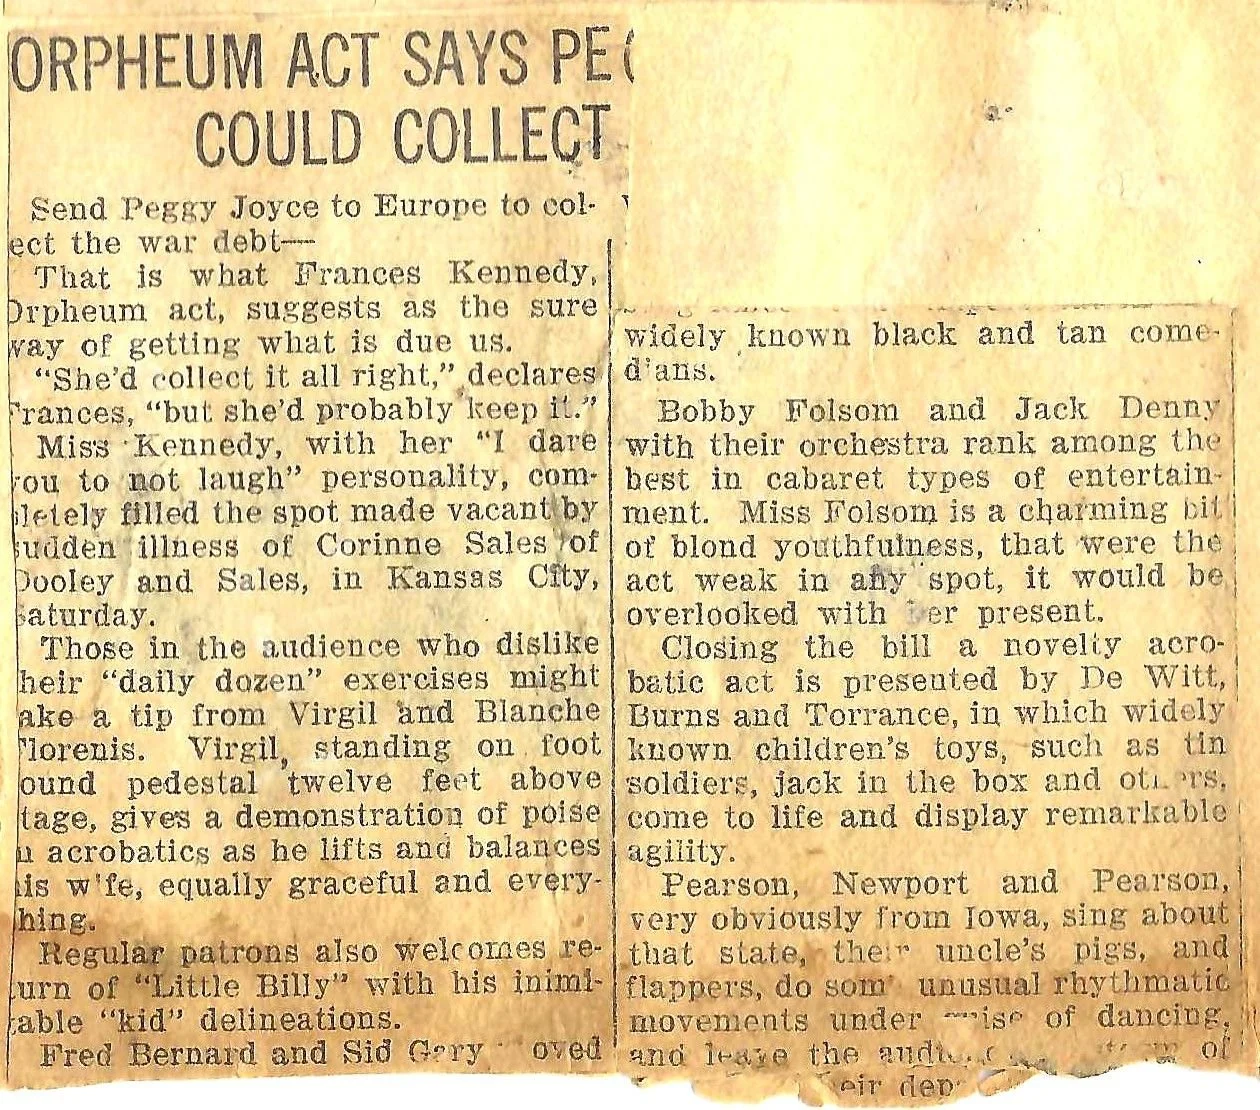 ORPHEUM ACT SAYS PE
COULD COLLECT
Send Peggy Joyce to Europe to col-
ect the war debt—
That is what Frances Kennedy,
Orpheum act, suggests as the sure
way of getting what is due us.
"She'd collect it all right," declares
Frances, "but she'd probably keep it."
Miss Kennedy, with her "I dare
you to not laugh" personality, com-
pletely filled the spot made vacant by
sudden illness of Corinne Sales of
Dooley and Sales, in Kansas City,
Saturday.
Those in the audience who dislike
heir "daily dozen" exercises might
ake a tip from Virgil and Blanche
Florenis. Virgil, standing on foot
ound pedestal twelve feet above
tage, gives a demonstration of poise
n acrobatics as he lifts and balances
his wife, equally graceful and every-
hing.
Regular patrons also welcomes re-
turn of "Little Billy" with his inimi-
table "kid" delineations.
Fred Bernard and Sid Gary oved
widely known black and tan come-
dians.
Bobby Folsom and Jack Denny
with their orchestra rank among the
best in cabaret types of entertain-
ment. Miss Folsom is a charming bit
of blond youthfulness, that were the
act weak in any spot, it would be
overlooked with her present.
Closing the bill a novelty acro-
batic act is presented by De Witt,
Burns and Torrance, in which widely
known children's toys, such as tin
soldiers, jack in the box and others,
come to life and display remarkable
agility.
Pearson, Newport and Pearson,
very obviously from Iowa, sing about
that state, their uncle's pigs, and
flappers, do som unusual rhythmatic
movements under of dancing,
and leave the of
eir dep